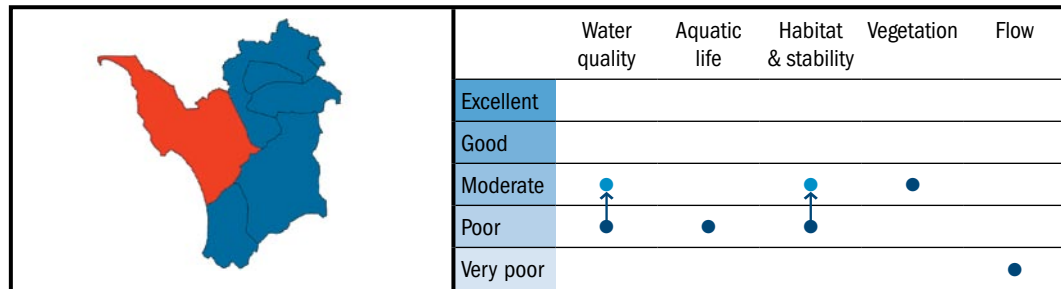 Water quality
Aquatic life
Habitat & stability
Vegetation
Flow
Excellent
Good
Moderate
Poor
Very poor